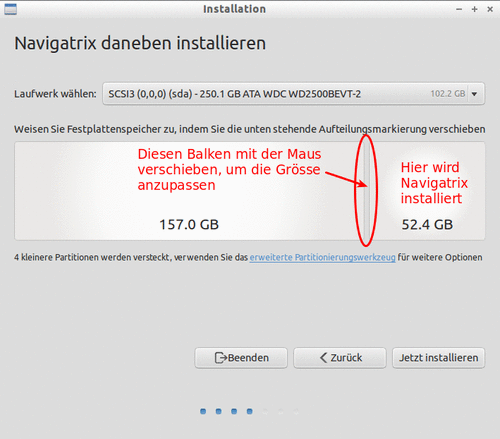 Installation
Navigatrix daneben installieren
Laufwerk wählen: SCSI3 (0,0,0) (sda) - 250.1 GB ATA WDC WD2500BEVT-2 102.2 GB
Weisen Sie Festplattenspeicher zu, indem Sie die unten stehende Aufteilungsmarkierung verschieben
Diesen Balken mit der Maus
verschieben, um die Grösse
anzupassen
Hier wird
Navigatrix
installiert
157.0 GB
52.4 GB
4 kleinere Partitionen werden versteckt, verwenden Sie das erweiterte Partitionierungswerkzeug für weitere Optionen
Beenden
Zurück
Jetzt installieren